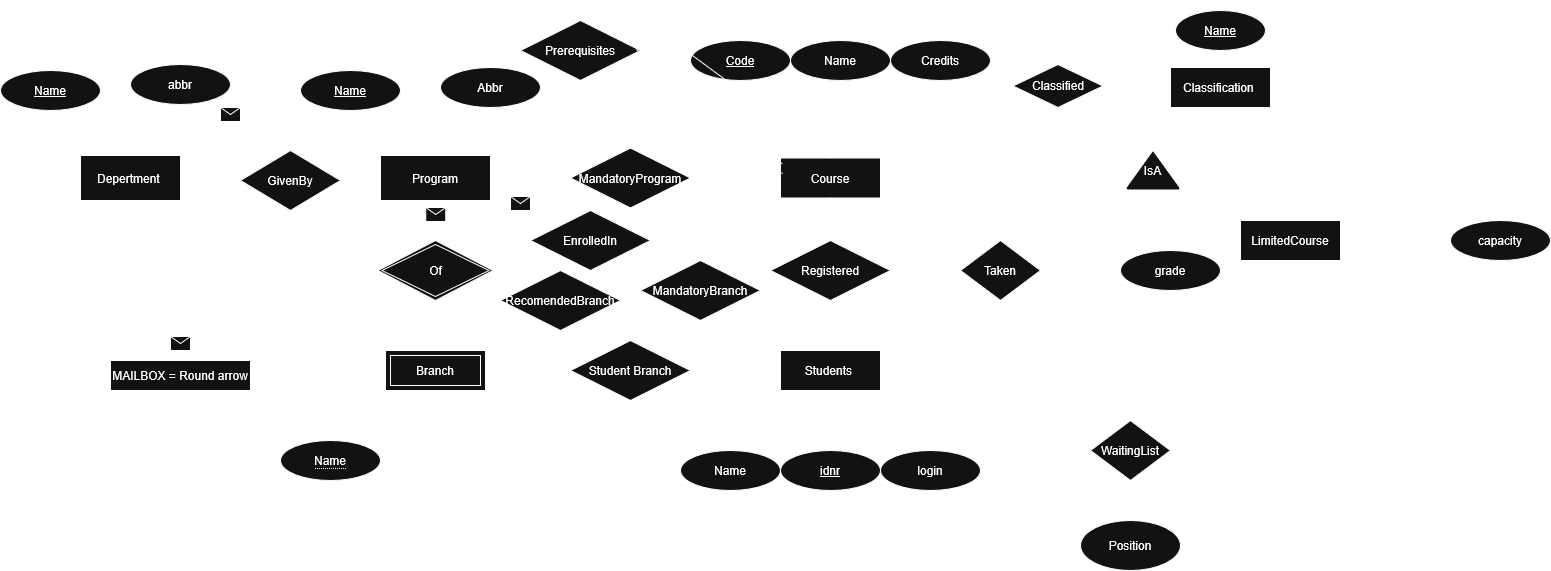 Name
abbr
Name
Abbr
Prerequisites
Code
Name
Credits
Classified
Name
Classification
Depertment
GivenBy
Program
MandatoryProgram
Course
IsA
EnrolledIn
LimitedCourse
capacity
Of
RecomendedBranch
MandatoryBranch
Registered
Taken
grade
MAILBOX = Round arrow
Branch
Student Branch
Students
Name
Name
idnr
login
WaitingList
Position